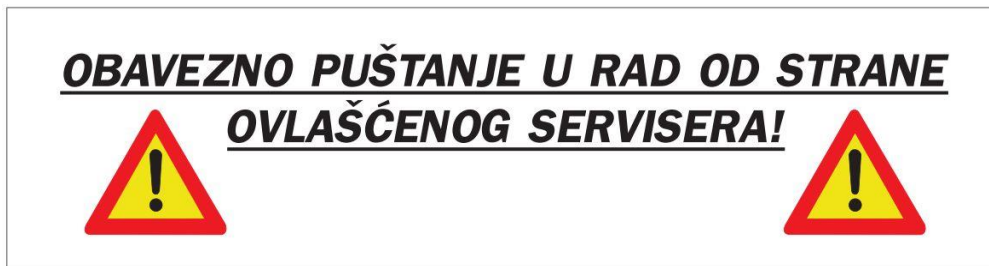 OBAVEZNO PUŠTANJE U RAD OD STRANE
OVLAŠĆENOG SERVISERA!